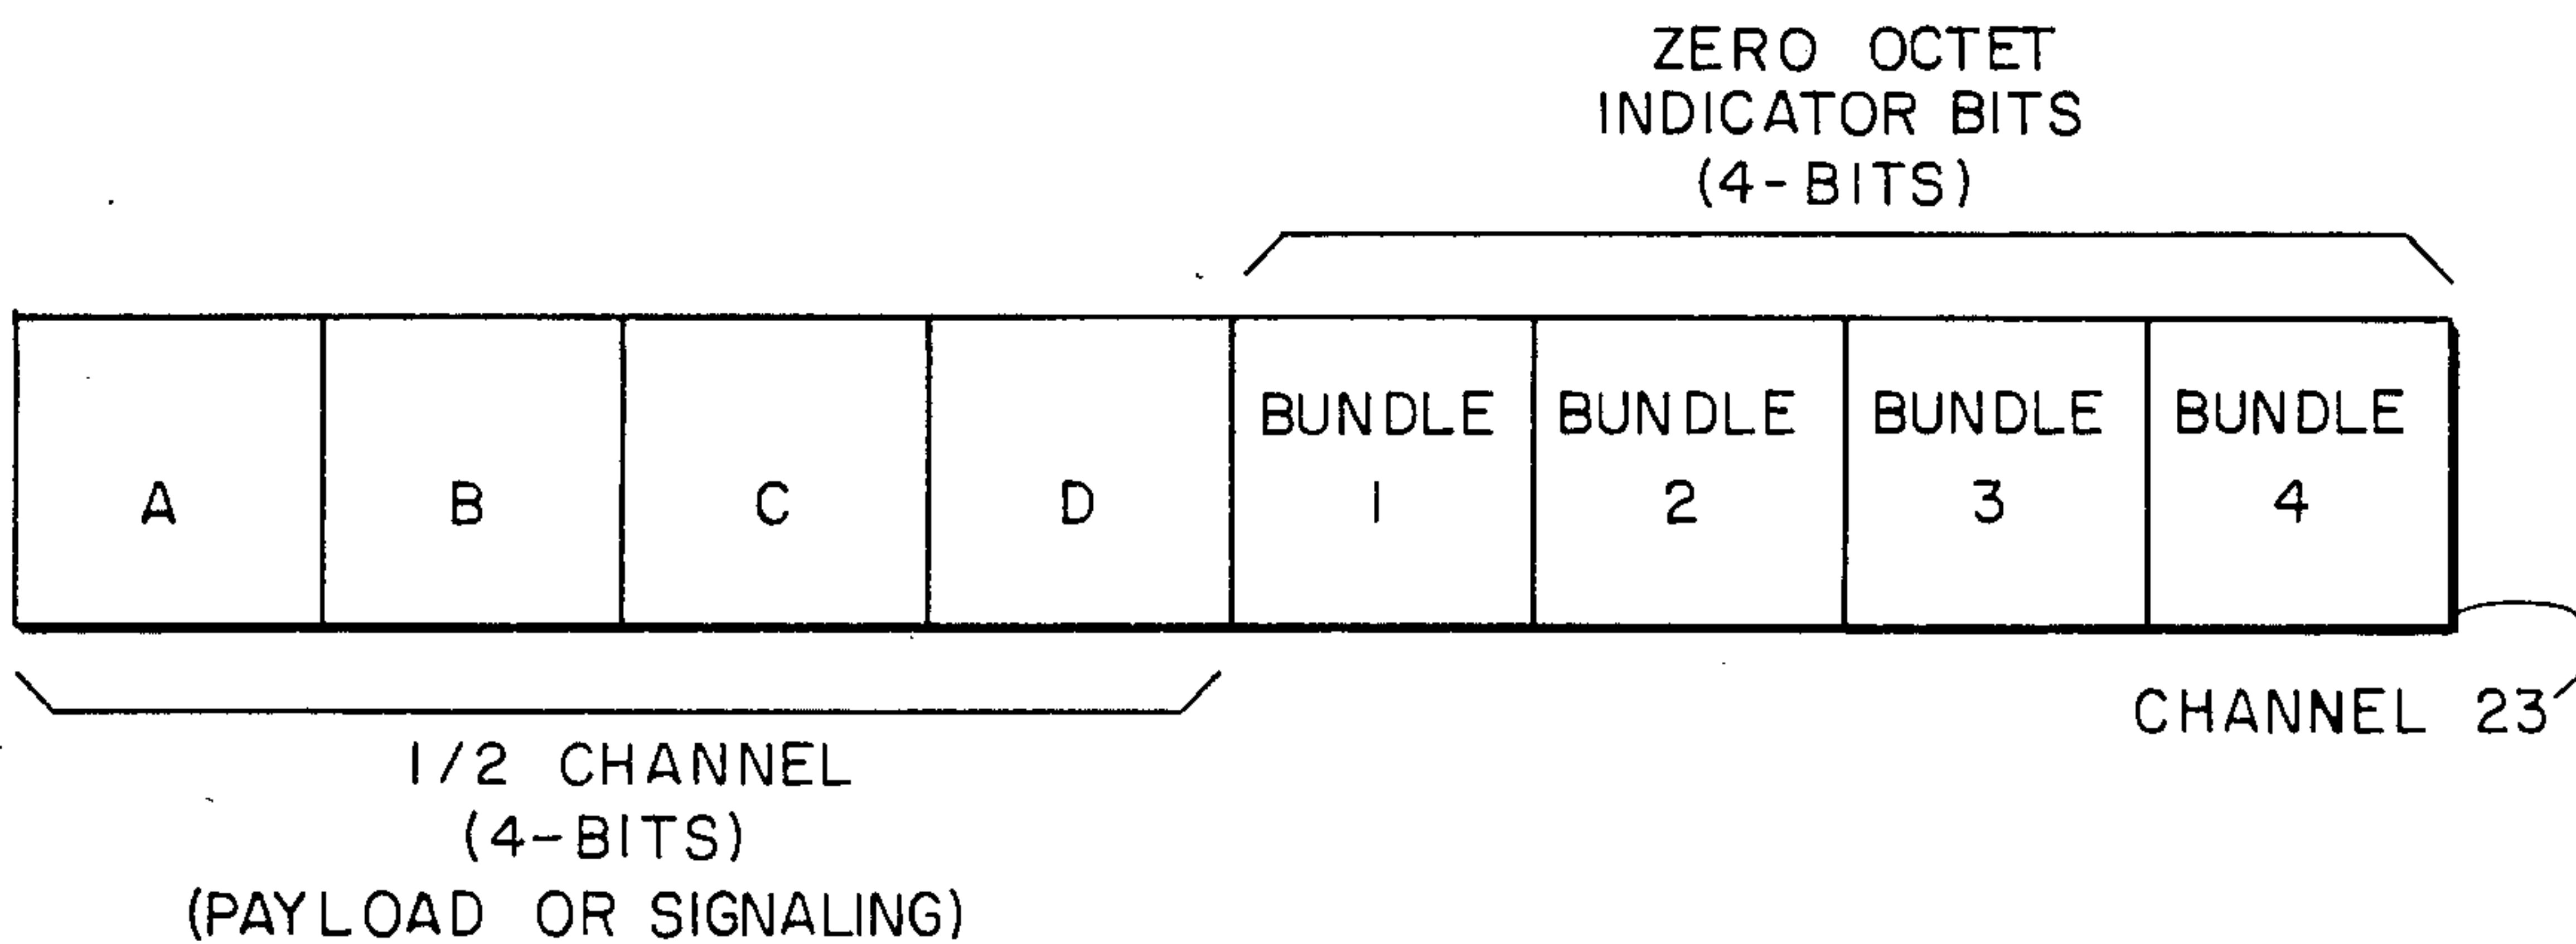 ZERO OCTET
INDICATOR BITS
(4-BITS)
A B C D BUNDLE 1 BUNDLE 2 BUNDLE 3 BUNDLE 4
CHANNEL 23
1/2 CHANNEL
(4-BITS)
(PAYLOAD OR SIGNALING)